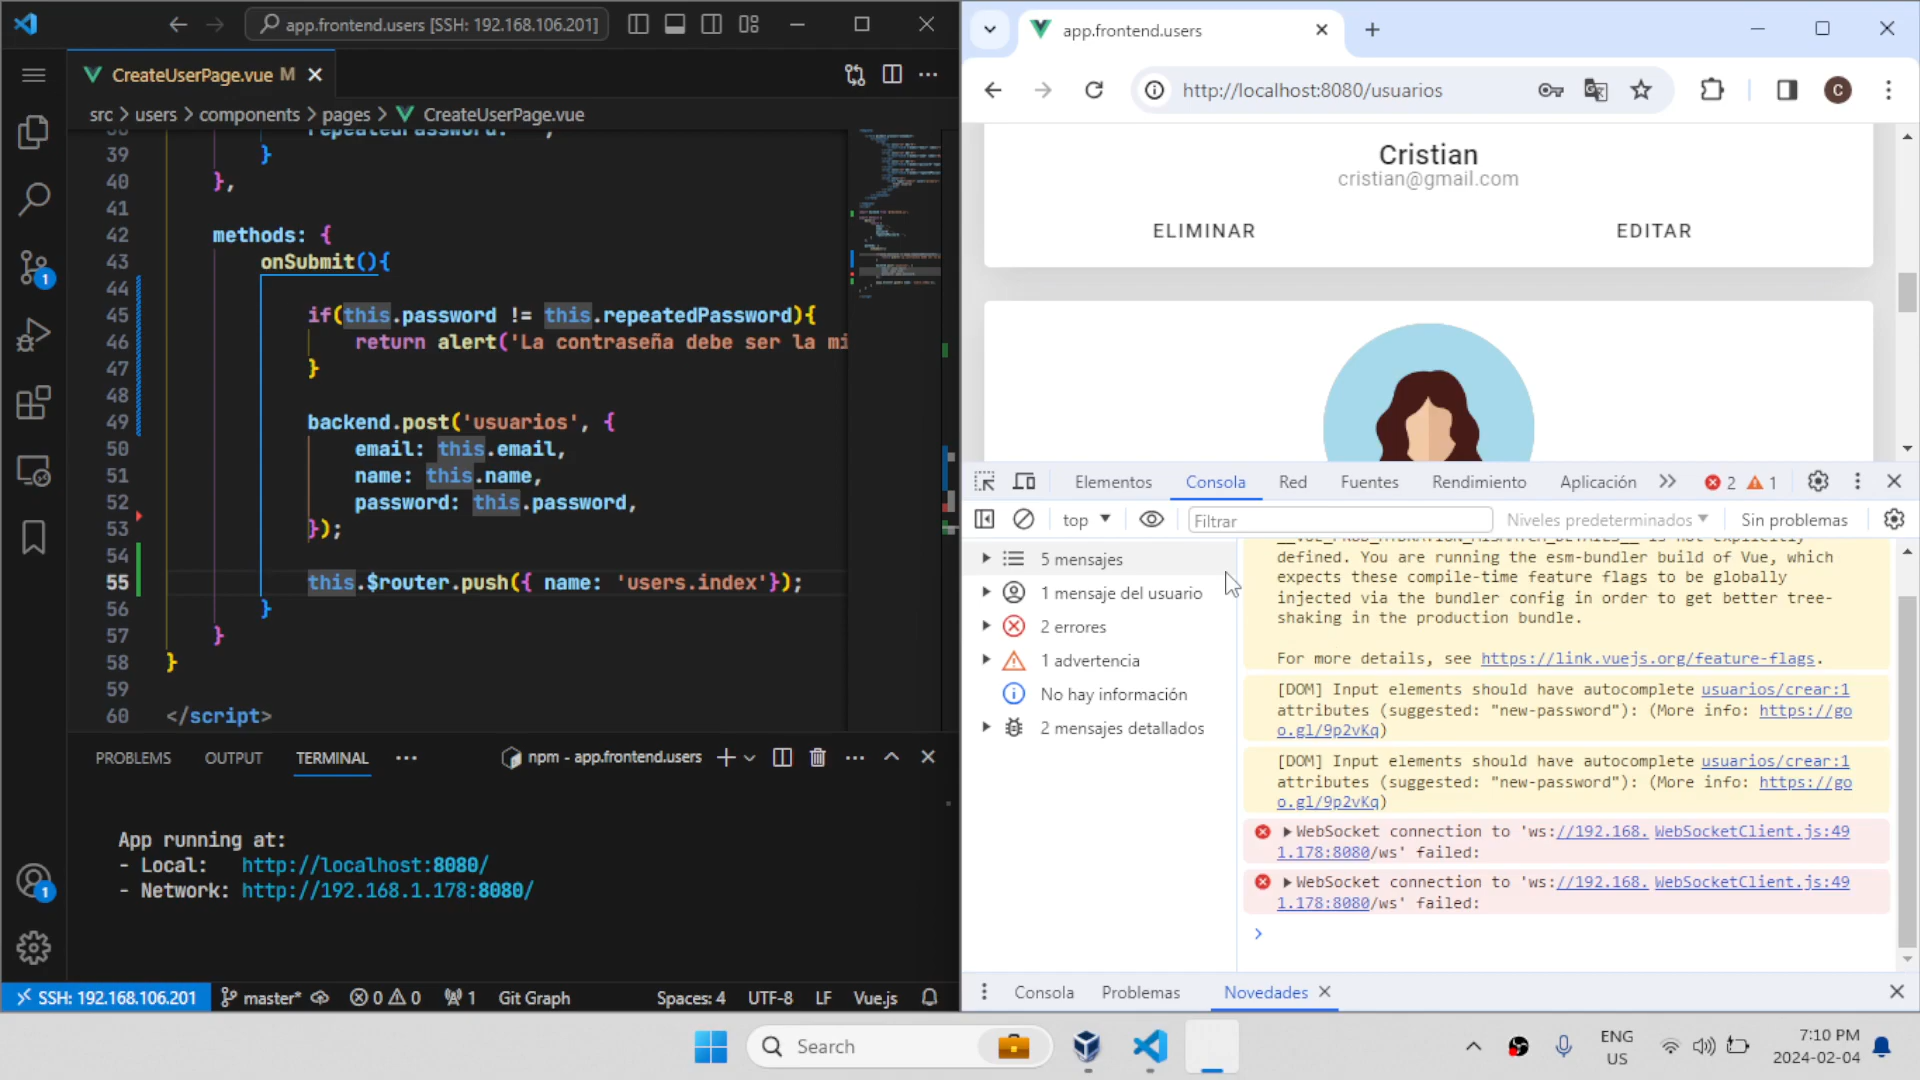 app.frontend.users [SSH: 192.168.106.201]
CreateUserPage.vue M
src > users > components > pages > CreateUserPage.vue
39 }
40 },
41
42 methods: {
43 onSubmit(){
44
45 if(this.password != this.repeatedPassword){
46 return alert('La contraseña debe ser la mi
47 }
48
49 backend.post('usuarios', {
50 email: this.email,
51 name: this.name,
52 password: this.password,
53 });
54
55 this.$router.push({ name: 'users.index'});
56 }
57 }
58 }
59
60 </script>
PROBLEMS OUTPUT TERMINAL ··· npm - app.frontend.users
App running at:
- Local: http://localhost:8080/
- Network: http://192.168.1.178:8080/
1
1
SSH: 192.168.106.201 master* 0 0 1 Git Graph Spaces: 4 UTF-8 LF Vue.js
app.frontend.users
http://localhost:8080/usuarios
C
Cristian
cristian@gmail.com
ELIMINAR EDITAR
Elementos Consola Red Fuentes Rendimiento Aplicación 2 1
top Filtrar Niveles predeterminados Sin problemas
5 mensajes
1 mensaje del usuario
2 errores
1 advertencia
No hay información
2 mensajes detallados
defined. You are running the esm-bundler build of Vue, which
expects these compile-time feature flags to be globally
injected via the bundler config in order to get better tree-
shaking in the production bundle.
For more details, see https://link.vuejs.org/feature-flags.
[DOM] Input elements should have autocomplete usuarios/crear:1
attributes (suggested: "new-password"): (More info: https://go
o.gl/9p2vKq)
[DOM] Input elements should have autocomplete usuarios/crear:1
attributes (suggested: "new-password"): (More info: https://go
o.gl/9p2vKq)
WebSocket connection to 'ws://192.168. WebSocketClient.js:49
1.178:8080/ws' failed:
WebSocket connection to 'ws://192.168. WebSocketClient.js:49
1.178:8080/ws' failed:
Consola Problemas Novedades
Search
ENG
US
7:10 PM
2024-02-04